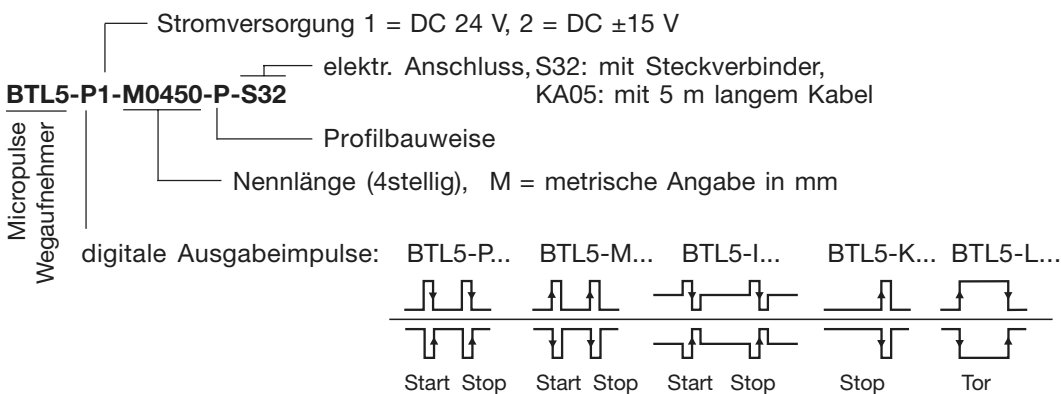 Stromversorgung 1 = DC 24 V, 2 = DC ±15 V
elektr. Anschluss, S32: mit Steckverbinder,
KA05: mit 5 m langem Kabel
BTL5-P1-M0450-P-S32
Profilbauweise
Nennlänge (4stellig), M = metrische Angabe in mm
Micropulse
Wegaufnehmer
digitale Ausgabeimpulse: BTL5-P... BTL5-M... BTL5-I... BTL5-K... BTL5-L...
Start Stop Start Stop Start Stop Stop Tor